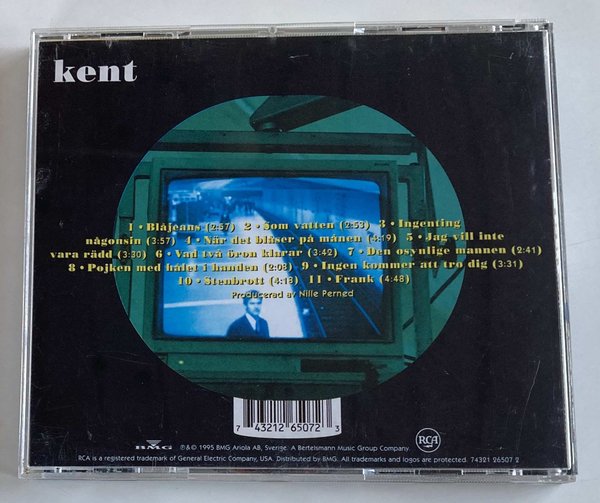 kent
1 • Blåjeans (2:57) 2 • Som vatten (2:53) 3 • Ingenting
någonsin (3:57) 4 • När det blåser på månen (4:19) 5 • Jag vill inte
vara rädd (3:30) 6 • Vad två öron klarar (3:42) 7 • Den osynlige mannen (2:41)
8 • Pojken med hålet i handen (2:08) 9 • Ingen kommer att tro dig (3:31)
10 • Stenbrott (4:18) 11 • Frank (4:48)
Producerad av Nille Perned
7 43212 65072 3
BMG ℗ & © 1995 BMG Ariola AB, Sverige. A Bertelsmann Music Group Company. RCA
RCA is a registered trademark of General Electric Company, USA. Distributed by BMG. All trademarks and logos are protected. 74321 26507 2